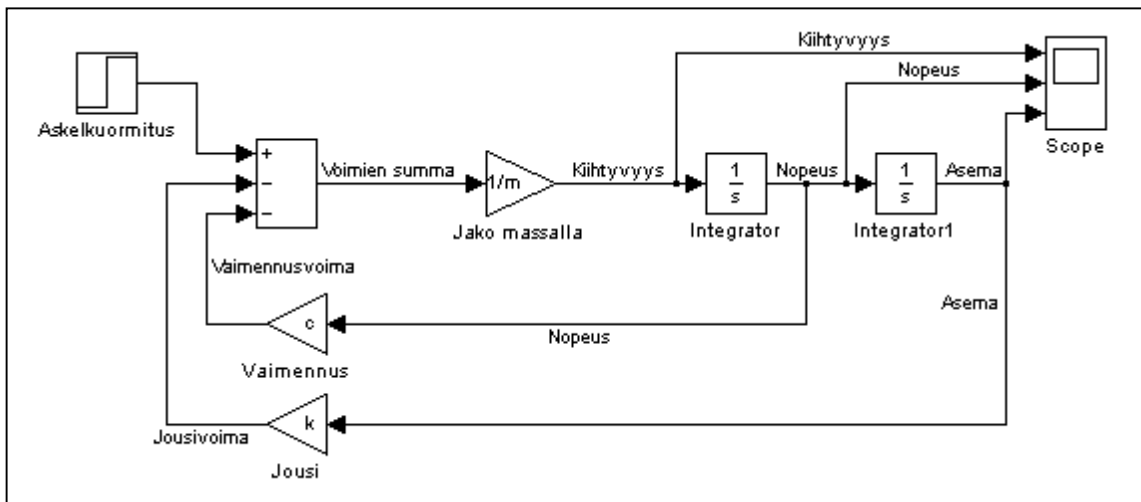 Kiihtyvyys
Nopeus
Askelkuormitus
Scope
+
−
−
Voimien summa
1/m
Kiihtyvyys
1
s
Nopeus
1
s
Asema
Jako massalla
Integrator
Integrator1
Vaimennusvoima
Asema
c
Nopeus
Vaimennus
k
Jousivoima
Jousi